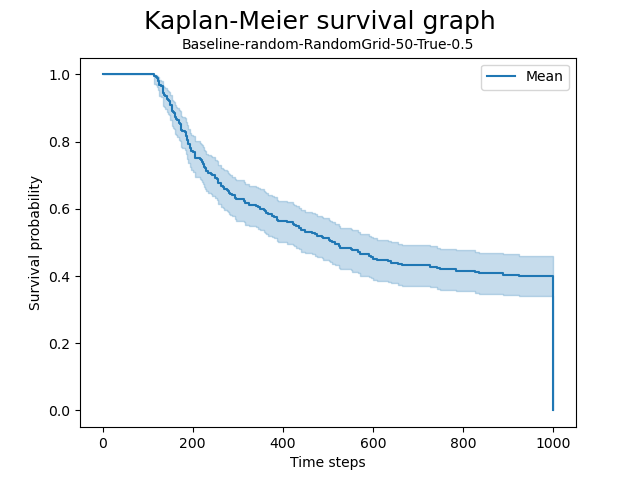 Kaplan-Meier survival graph
Baseline-random-RandomGrid-50-True-0.5
Mean
Survival probability
1.0
0.8
0.6
0.4
0.2
0.0
0 200 400 600 800 1000
Time steps